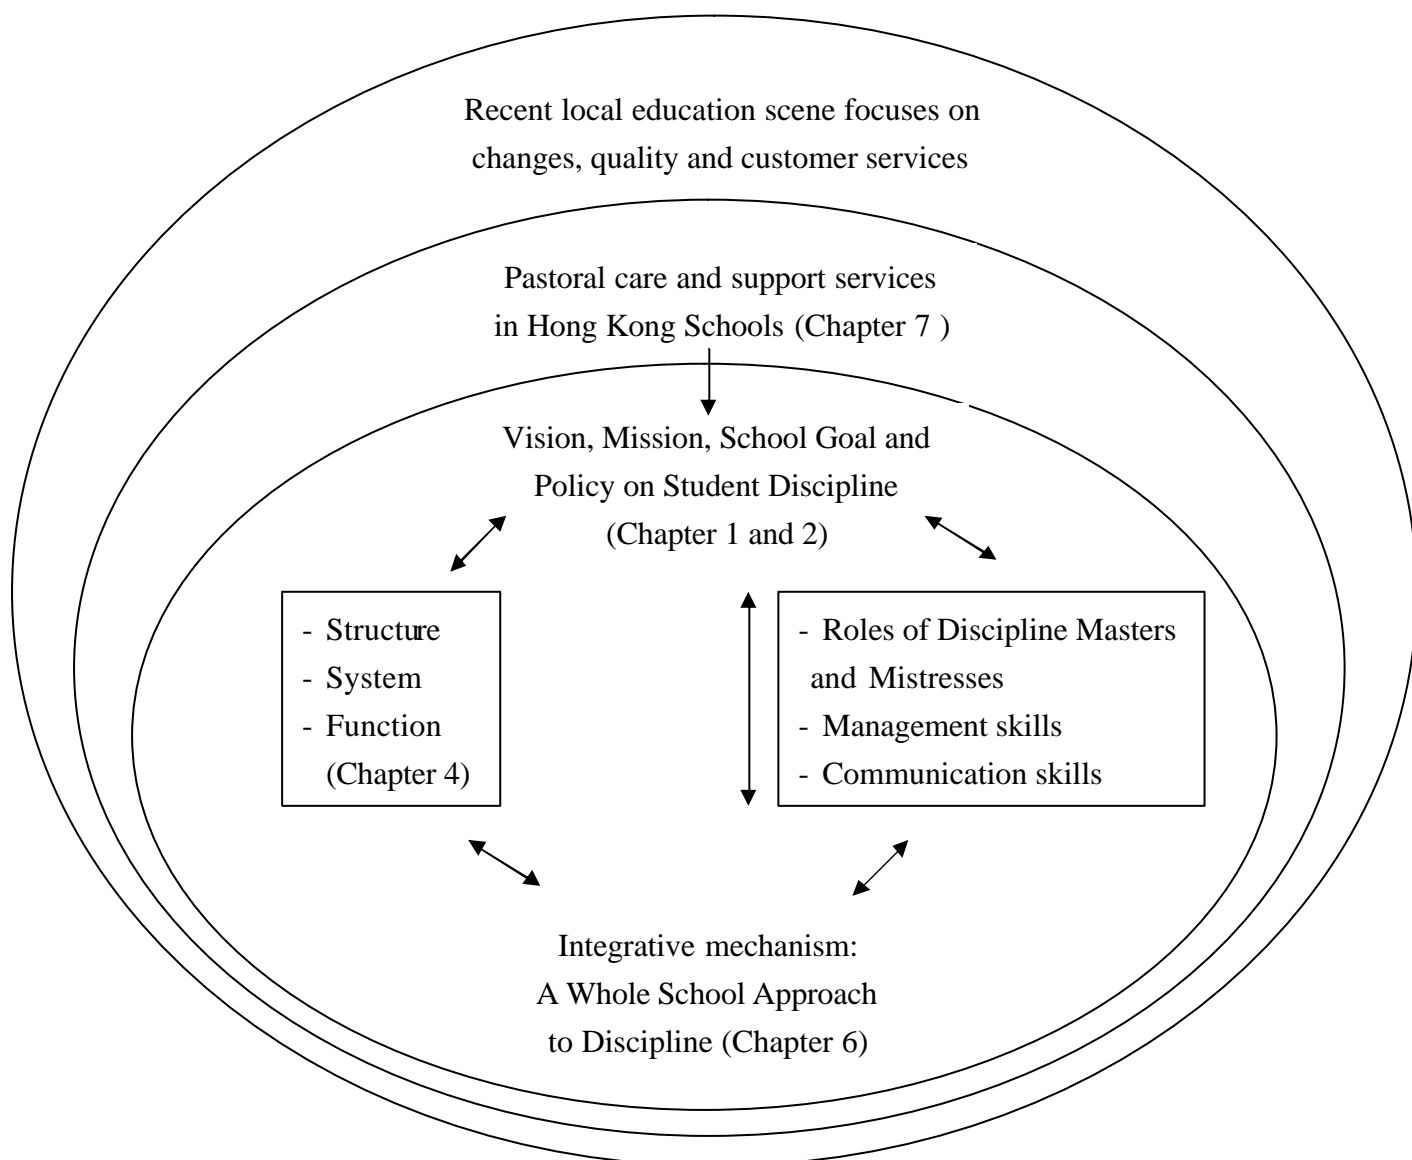 Recent local education scene focuses on
changes, quality and customer services
Pastoral care and support services
in Hong Kong Schools (Chapter 7 )
Vision, Mission, School Goal and
Policy on Student Discipline
(Chapter 1 and 2)
- Structure
- System
- Function
(Chapter 4)
- Roles of Discipline Masters
and Mistresses
- Management skills
- Communication skills
Integrative mechanism:
A Whole School Approach
to Discipline (Chapter 6)